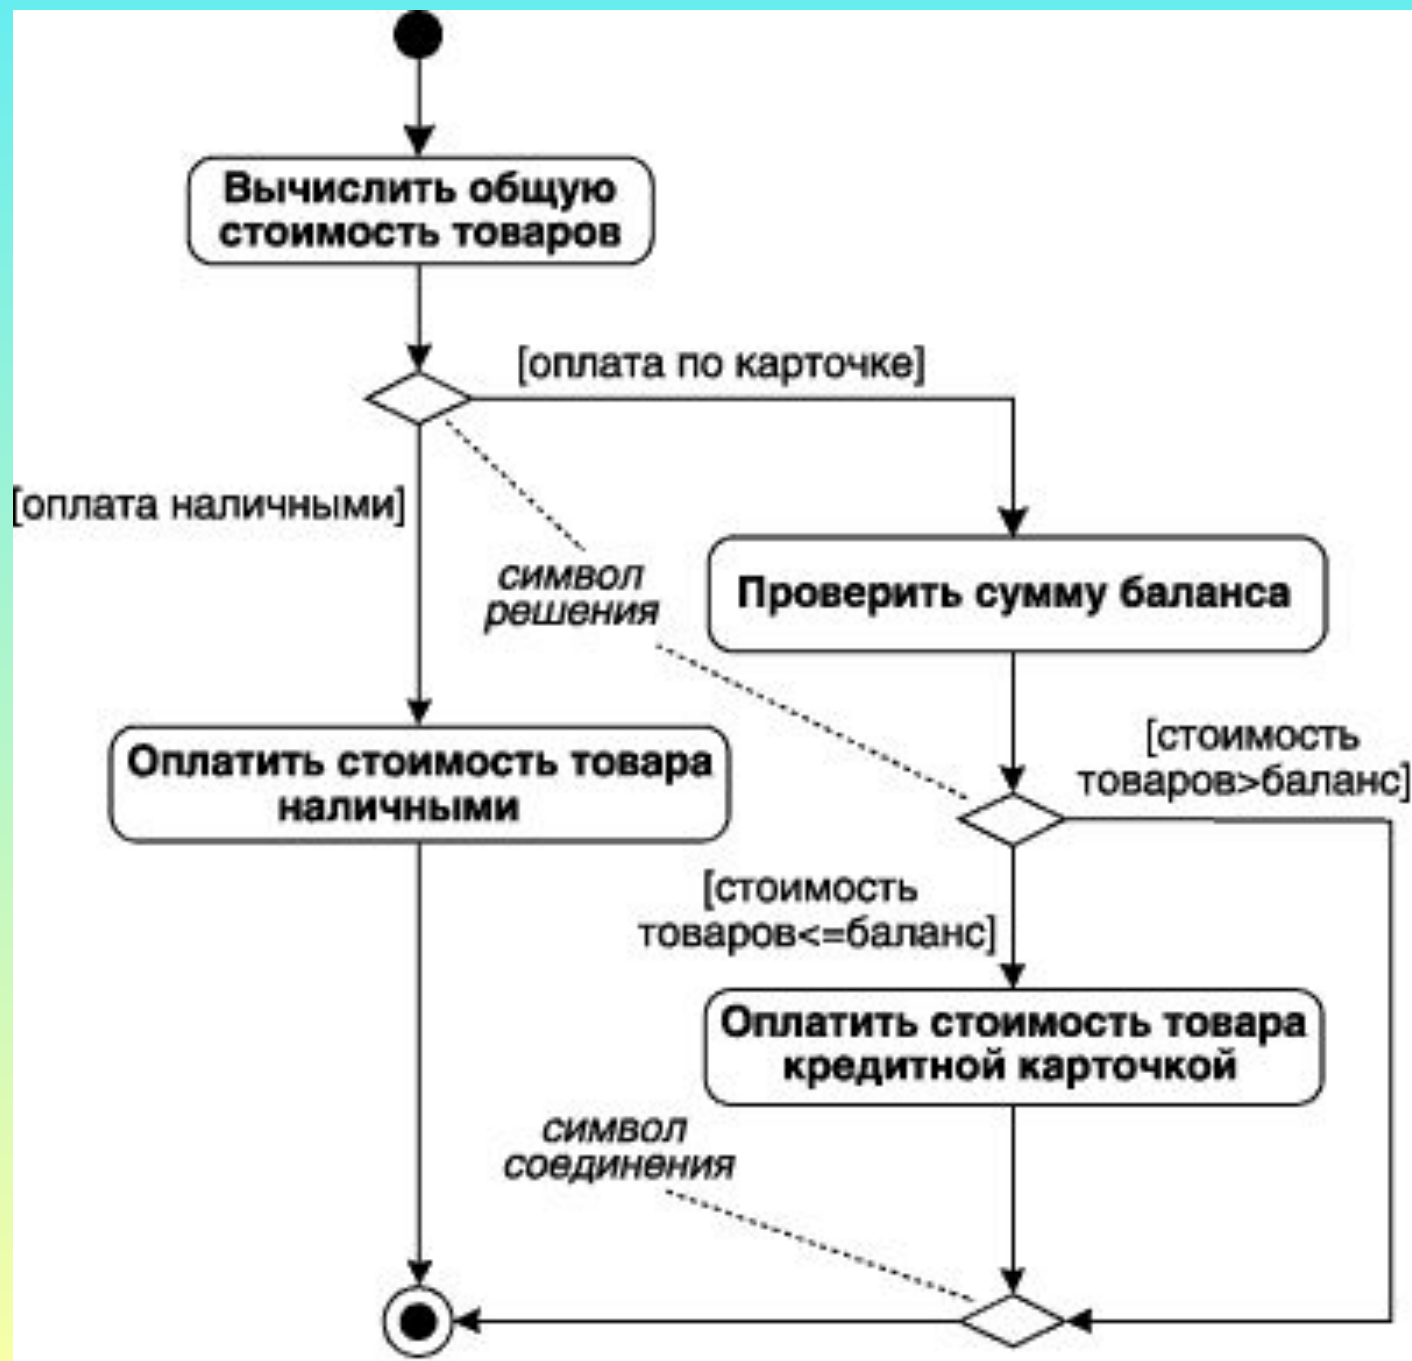 Вычислить общую
стоимость товаров
[оплата по карточке]
[оплата наличными]
символ
решения
Проверить сумму баланса
[стоимость
товаров>баланс]
Оплатить стоимость товара
наличными
[стоимость
товаров<=баланс]
Оплатить стоимость товара
кредитной карточкой
символ
соединения